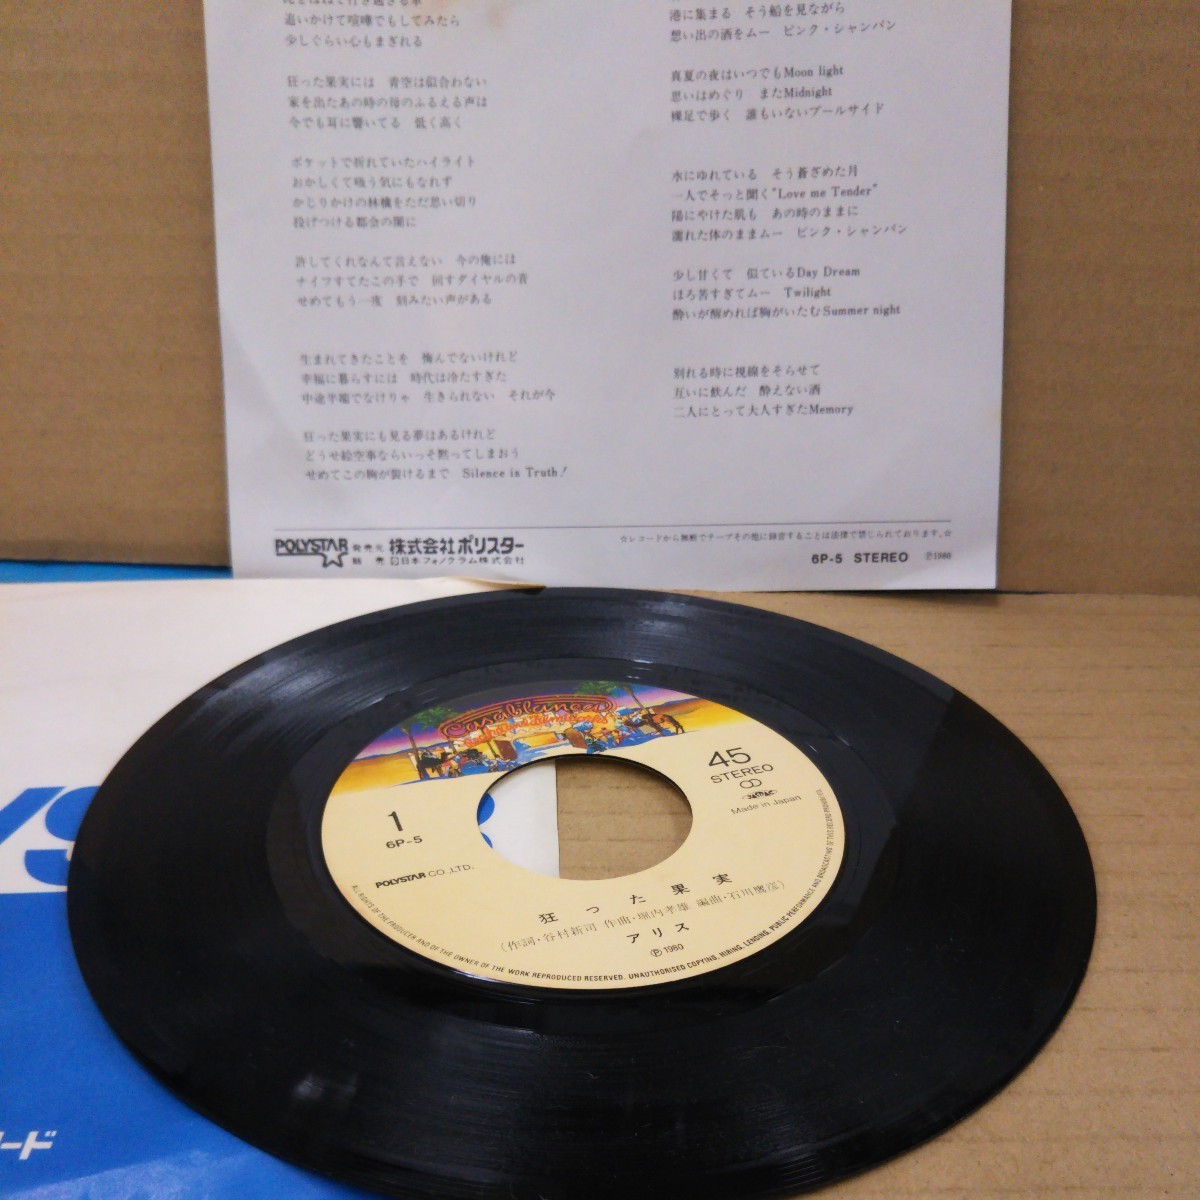 追いかけて喧嘩でもしてみたら
少しぐらい心もまぎれる
狂った果実には 青空は似合わない
家を出たあの時の母のふるえる声は
今でも耳に響いてる 低く高く
ポケットで折れていたハイライト
おかしくて吸う気にもなれず
かじりかけの林檎をただ思い切り
投げつける都会の闇に
許してくれなんて言えない 今の俺には
ナイフすてたこの手で 回すダイヤルの音
せめてもう一度 刻みたい声がある
生まれてきたことを 悔んでないけれど
幸福に暮らすには 時代は冷たすぎた
中途半端でなけりゃ 生きられない それが今
狂った果実にも見る夢はあるけれど
どうせ絵空事ならいっそ黙ってしまおう
せめてこの胸が裂けるまで Silence is Truth!
港に集まる そう船を見ながら
想い出の酒をムー ピンク・シャンパン
真夏の夜はいつでもMoon light
思いはめぐり またMidnight
裸足で歩く 誰もいないプールサイド
水にゆれている そう蒼ざめた月
一人でそっと聞く"Love me Tender"
陽にやけた肌も あの時のままに
濡れた体のままムー ピンク・シャンパン
少し甘くて 似ているDay Dream
ほろ苦すぎてムー Twilight
酔いが醒めれば胸がいたむSummer night
別れる時に視線をそらせて
互いに飲んだ 酔えない酒
二人にとって大人すぎたMemory
☆レコードから無断でテープその他に録音することは法律で禁じられております。☆
POLYSTAR 発売元 株式会社ポリスター
販売 日本フォノグラム株式会社
6P-5 STEREO ℗1980
Casablanca
Record and FilmWorks
45
STEREO
JASRAC
Made in Japan
1
6P-5
POLYSTAR CO.,LTD.
狂った果実
(作詞・谷村新司 作曲・堀内孝雄 編曲・石川鷹彦)
アリス
℗1980
ALL RIGHTS OF THE PRODUCER AND OF THE OWNER OF THE WORK REPRODUCED RESERVED. UNAUTHORISED COPYING, HIRING, LENDING, PUBLIC PERFORMANCE AND BROADCASTING OF THIS RECORD PROHIBITED
ード